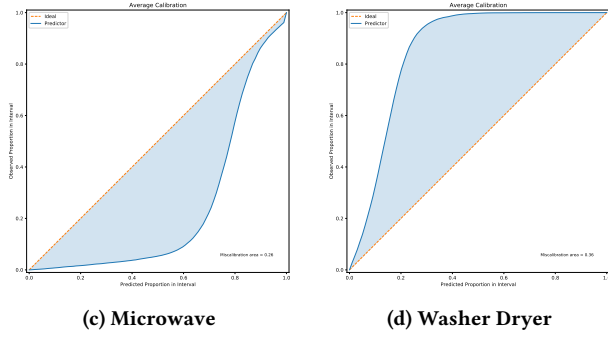 Average Calibration
Ideal
Predictor
Observed Proportion in Interval
1.0
0.8
0.6
0.4
0.2
0.0
Miscalibration area = 0.26
0.0 0.2 0.4 0.6 0.8 1.0
Predicted Proportion in Interval
(c) Microwave
Average Calibration
Ideal
Predictor
Observed Proportion in Interval
1.0
0.8
0.6
0.4
0.2
0.0
Miscalibration area = 0.36
0.0 0.2 0.4 0.6 0.8 1.0
Predicted Proportion in Interval
(d) Washer Dryer